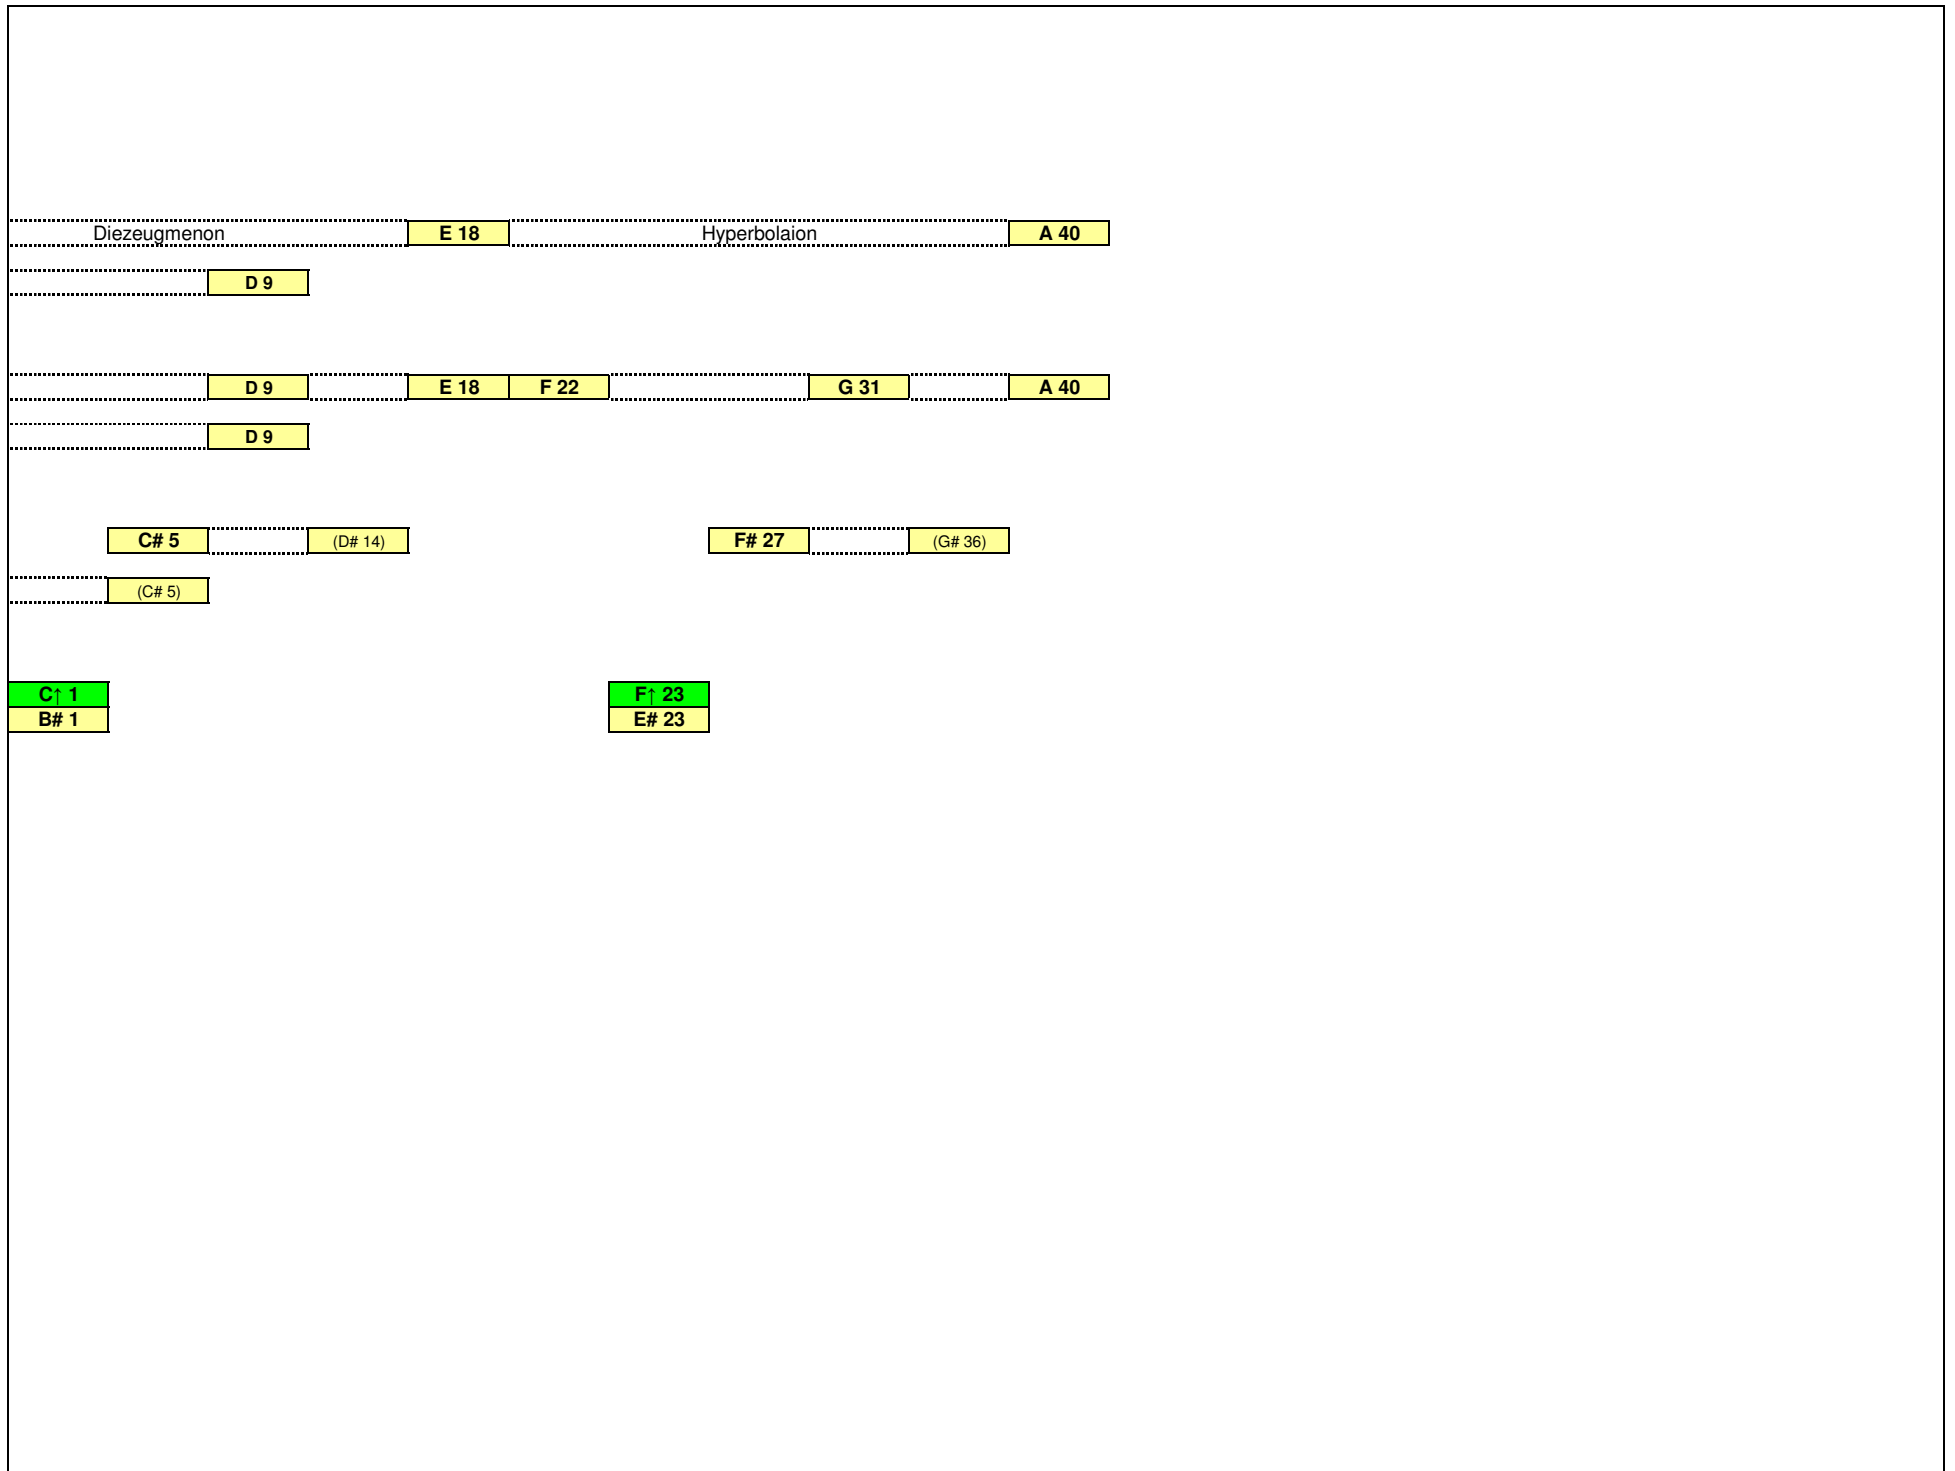 Diezeugmenon E 18 Hyperbolaion A 40
D 9
D 9 E 18 F 22 G 31 A 40
D 9
C# 5 (D# 14) F# 27 (G# 36)
(C# 5)
C↑ 1 F↑ 23
B# 1 E# 23